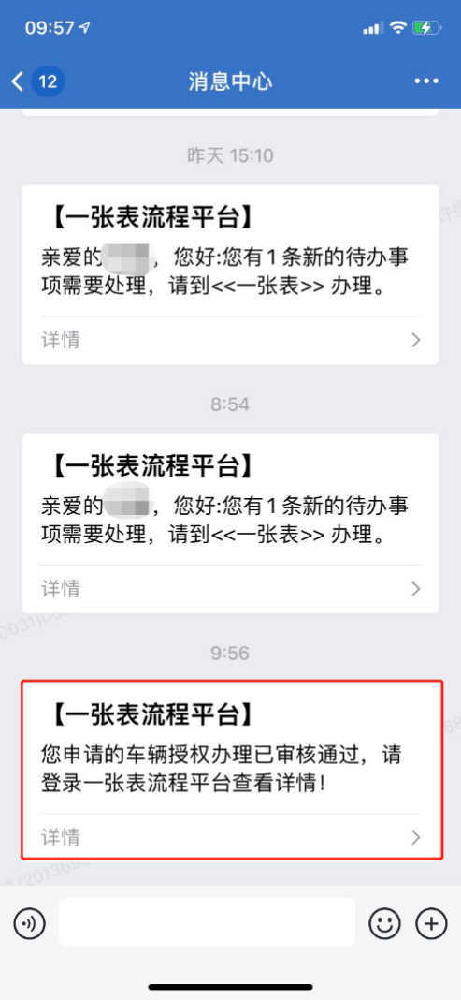 09:57
12
消息中心
昨天 15:10
【一张表流程平台】
亲爱的 ，您好:您有1条新的待办事
项需要处理，请到<<一张表>> 办理。
详情
8:54
【一张表流程平台】
亲爱的 ，您好:您有1条新的待办事
项需要处理，请到<<一张表>> 办理。
详情
9:56
【一张表流程平台】
您申请的车辆授权办理已审核通过，请
登录一张表流程平台查看详情！
详情